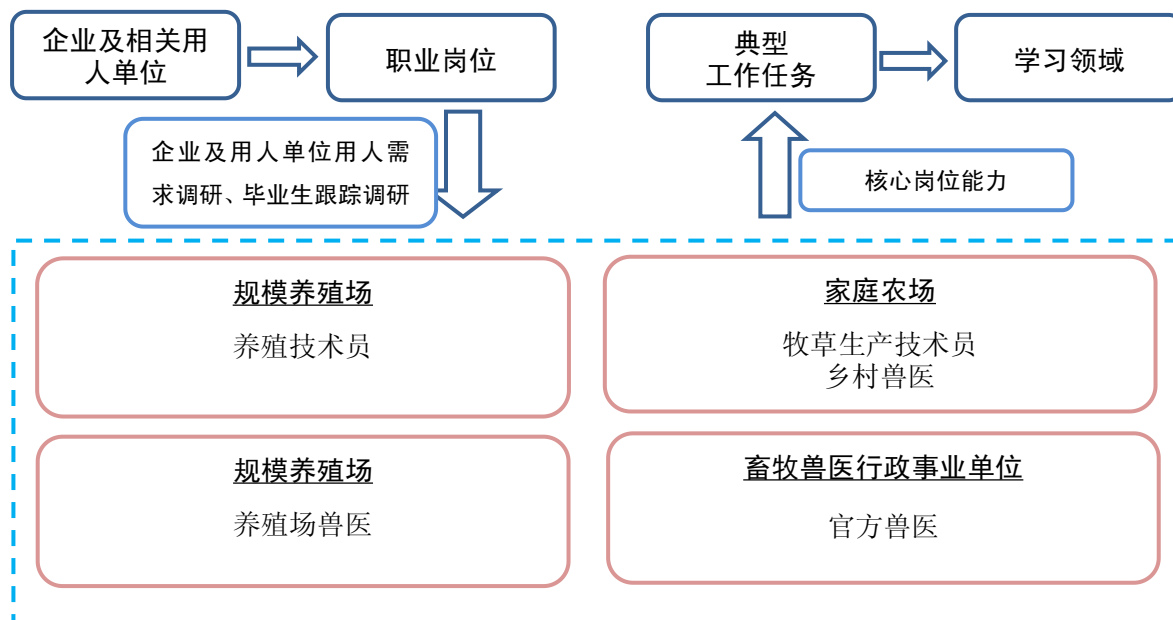 企业及相关用
人单位
职业岗位
典型
工作任务
学习领域
企业及用人单位用人需
求调研、毕业生跟踪调研
核心岗位能力
规模养殖场
养殖技术员
家庭农场
牧草生产技术员
乡村兽医
规模养殖场
养殖场兽医
畜牧兽医行政事业单位
官方兽医